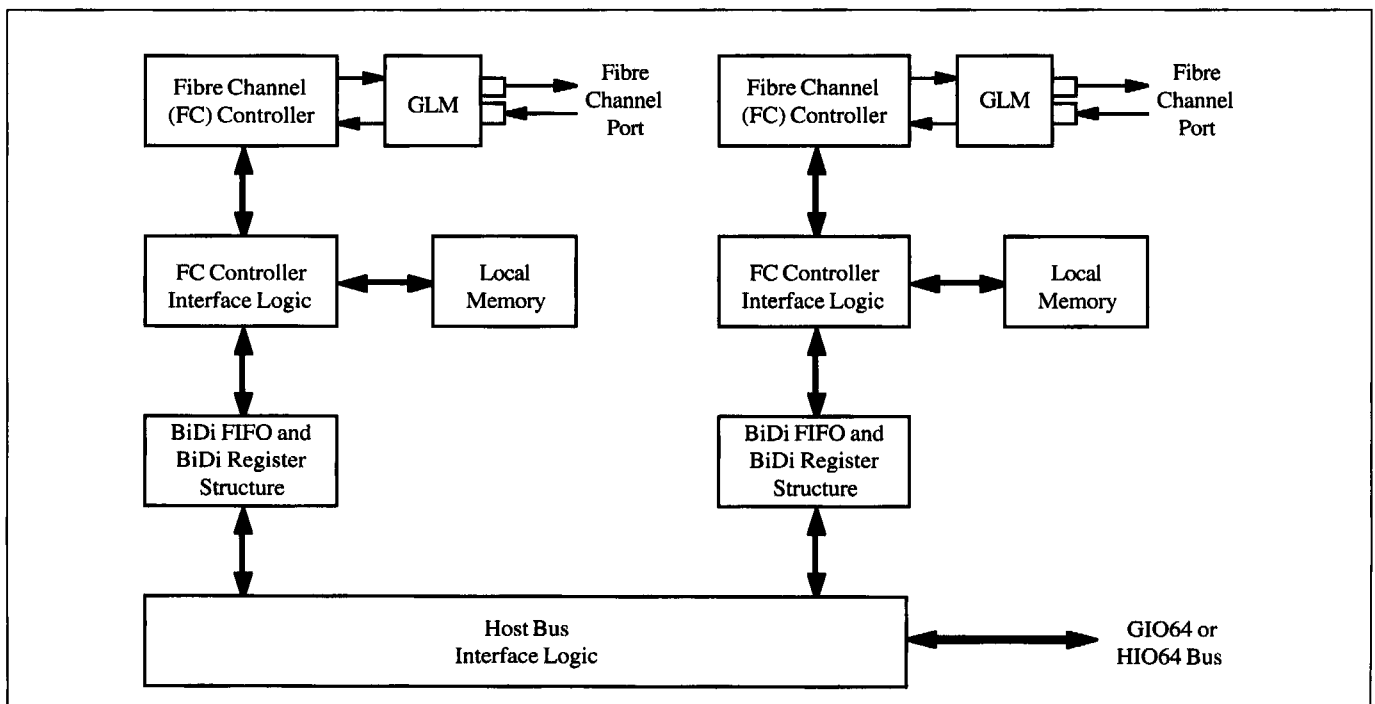 Fibre Channel
(FC) Controller
GLM
Fibre
Channel
Port
Fibre Channel
(FC) Controller
GLM
Fibre
Channel
Port
FC Controller
Interface Logic
Local
Memory
FC Controller
Interface Logic
Local
Memory
BiDi FIFO and
BiDi Register
Structure
BiDi FIFO and
BiDi Register
Structure
Host Bus
Interface Logic
GIO64 or
HIO64 Bus